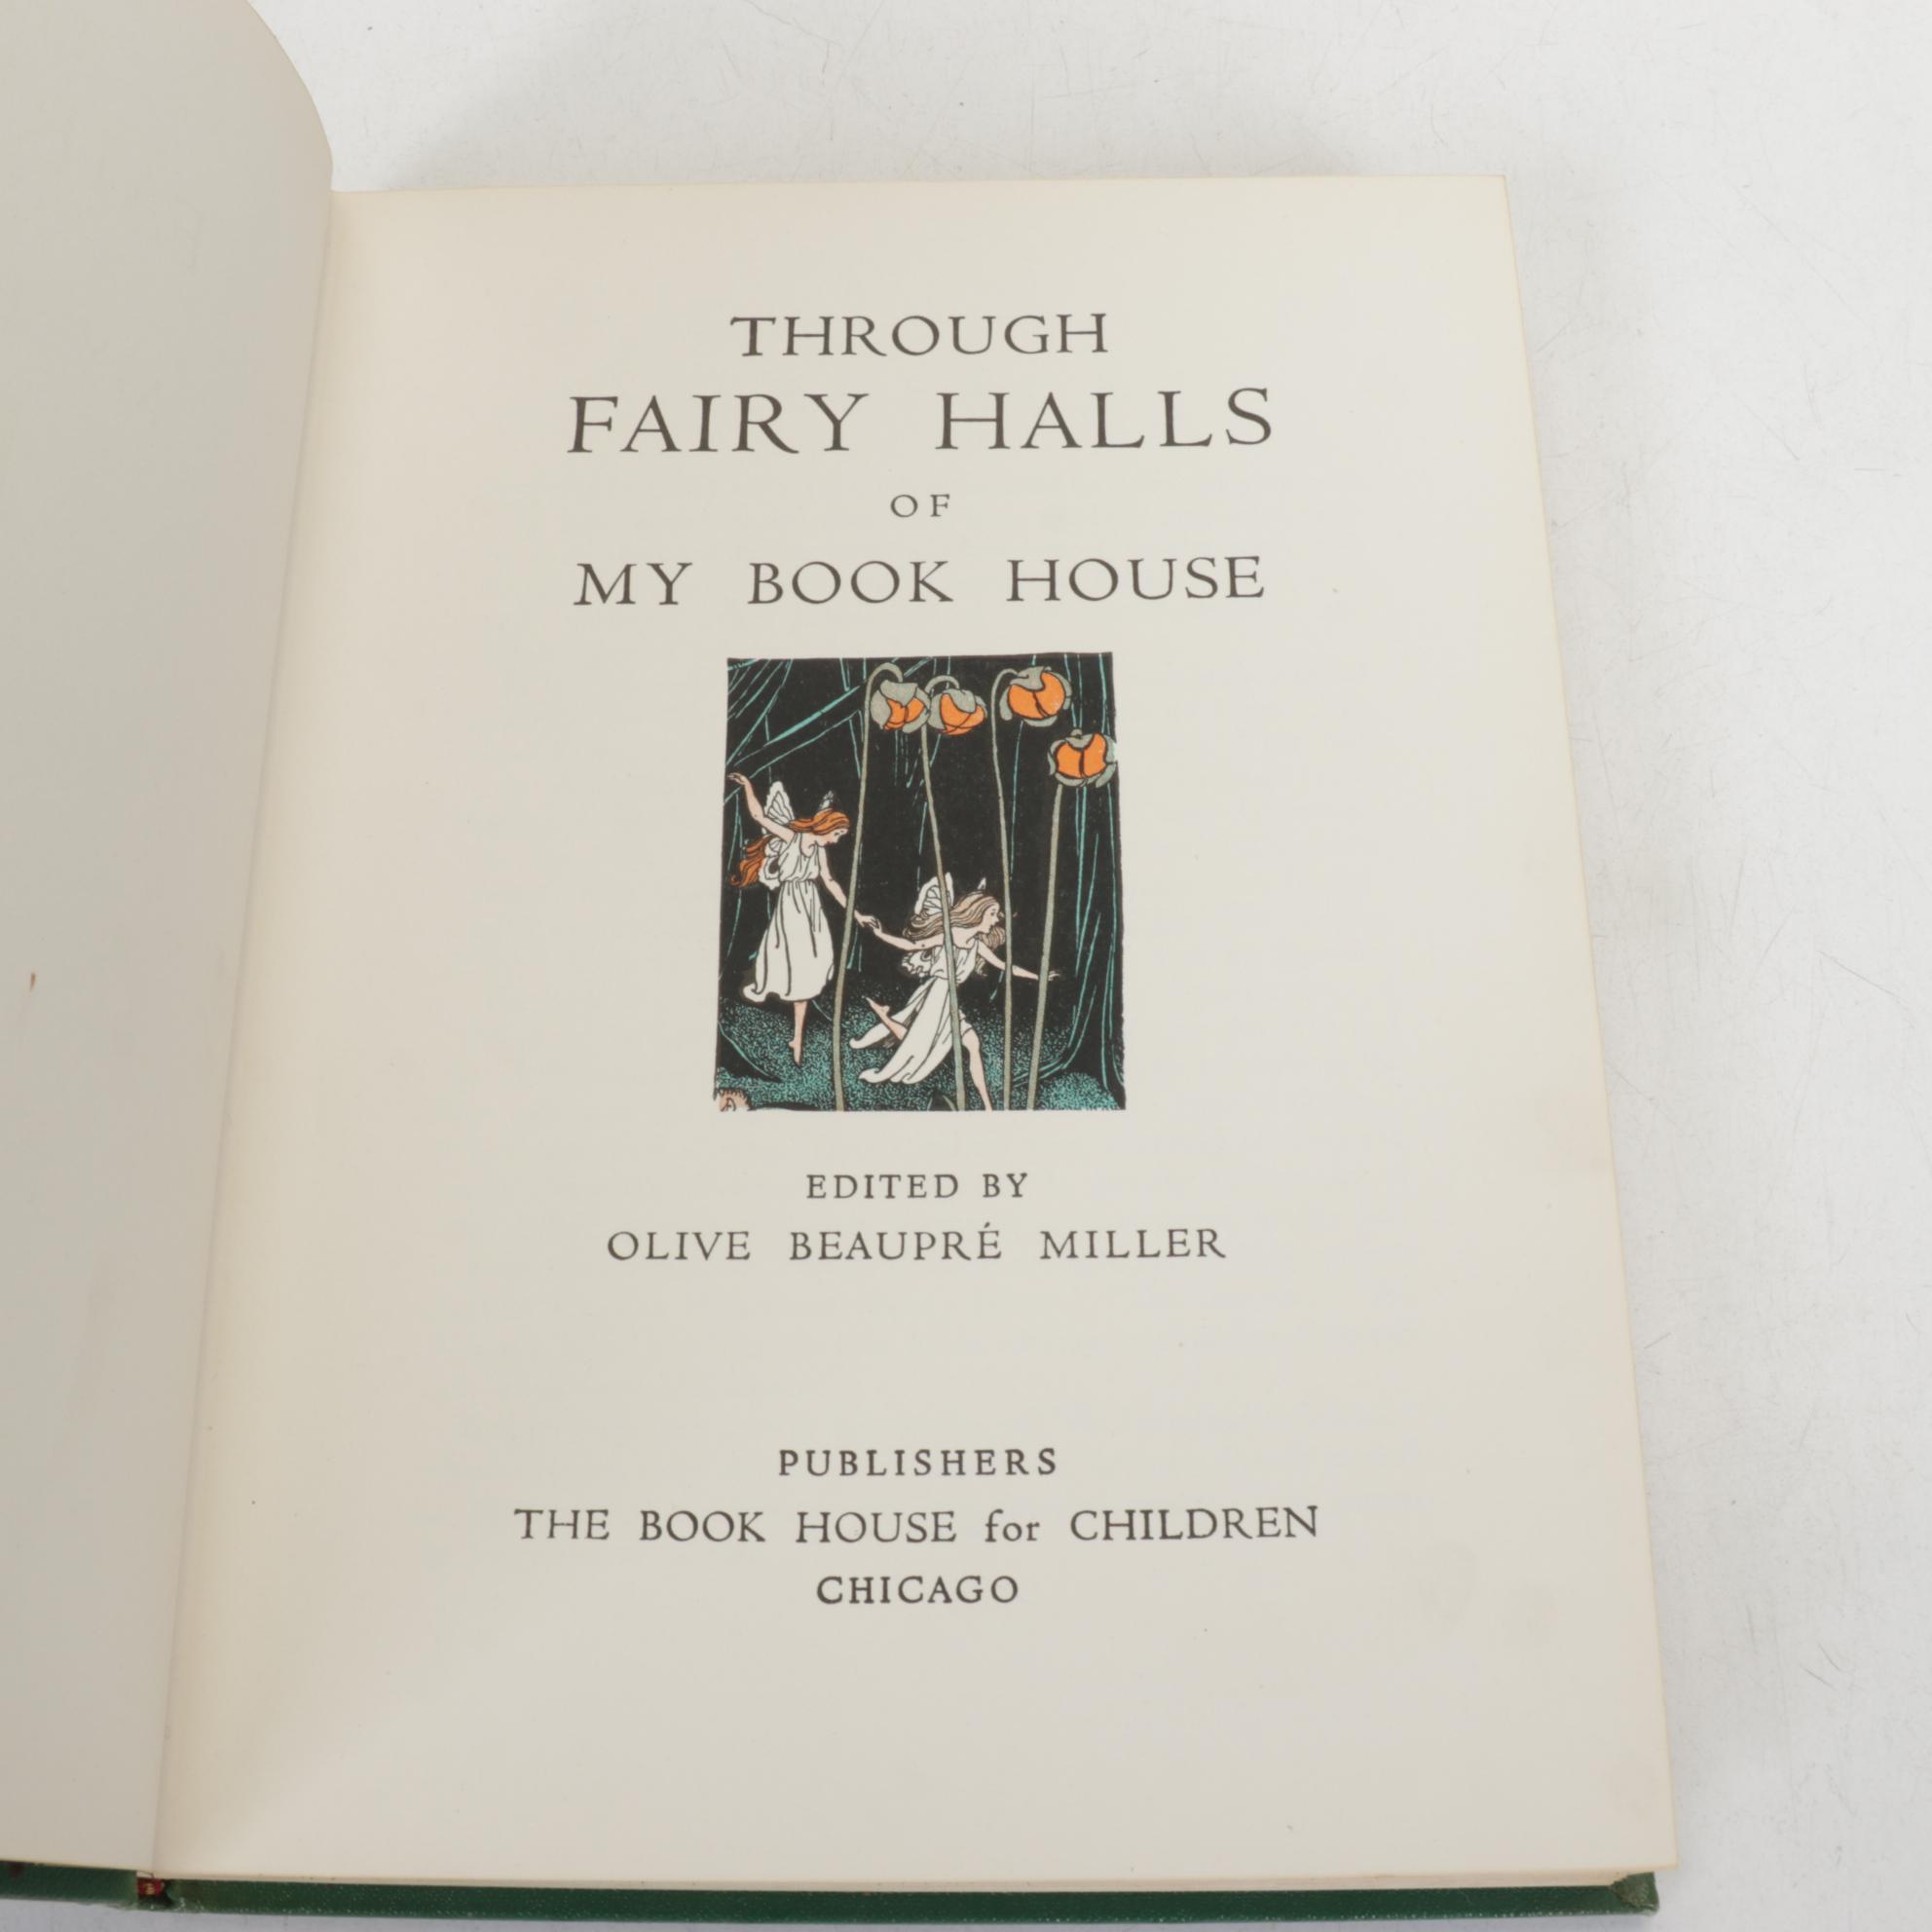 THROUGH
FAIRY HALLS
OF
MY BOOK HOUSE
EDITED BY
OLIVE BEAUPRÉ MILLER
PUBLISHERS
THE BOOK HOUSE for CHILDREN
CHICAGO